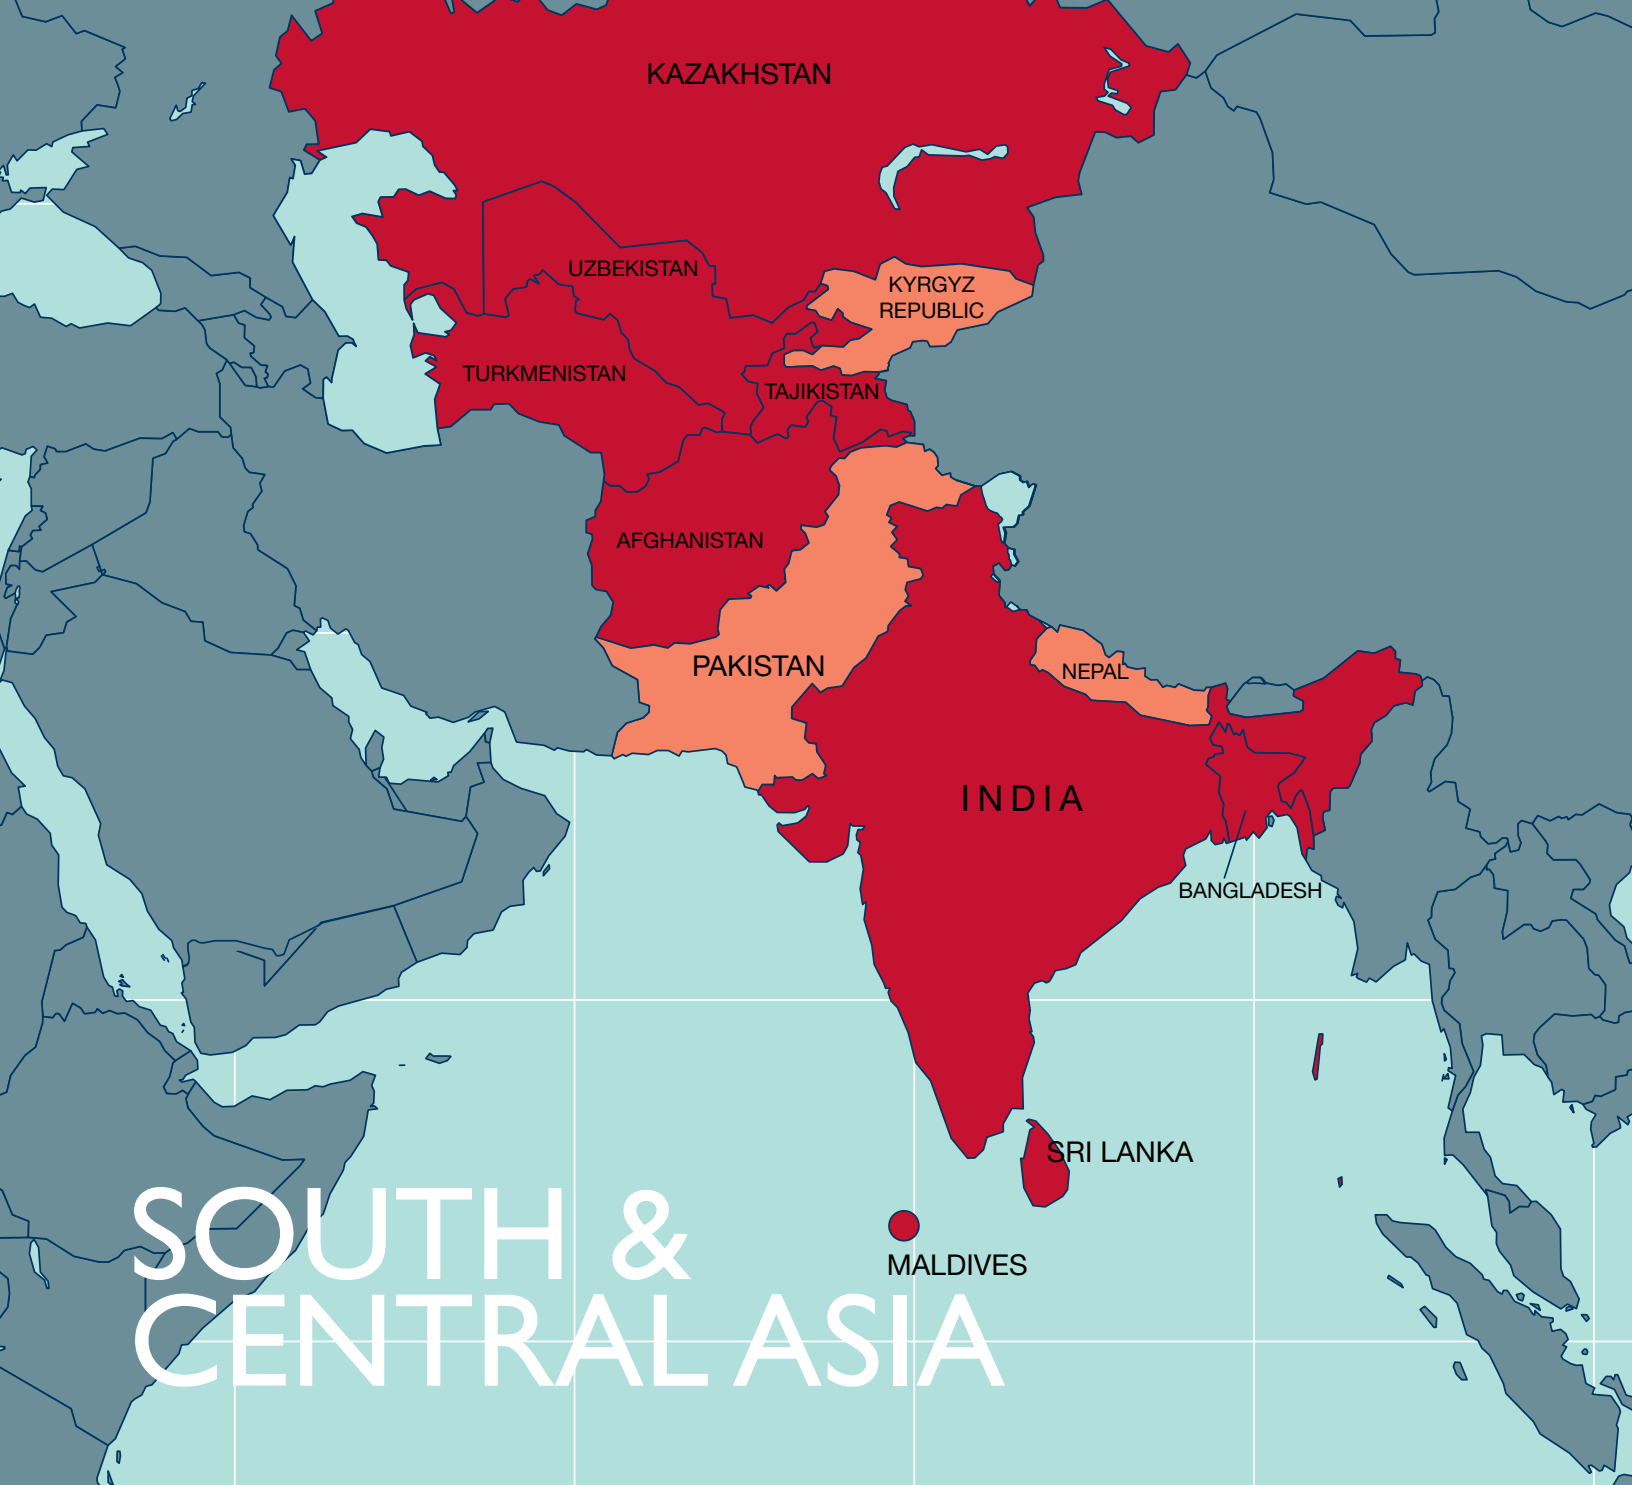 KAZAKHSTAN
UZBEKISTAN
KYRGYZ
REPUBLIC
TURKMENISTAN
TAJIKISTAN
AFGHANISTAN
PAKISTAN
NEPAL
INDIA
BANGLADESH
SRI LANKA
MALDIVES
SOUTH &
CENTRAL ASIA